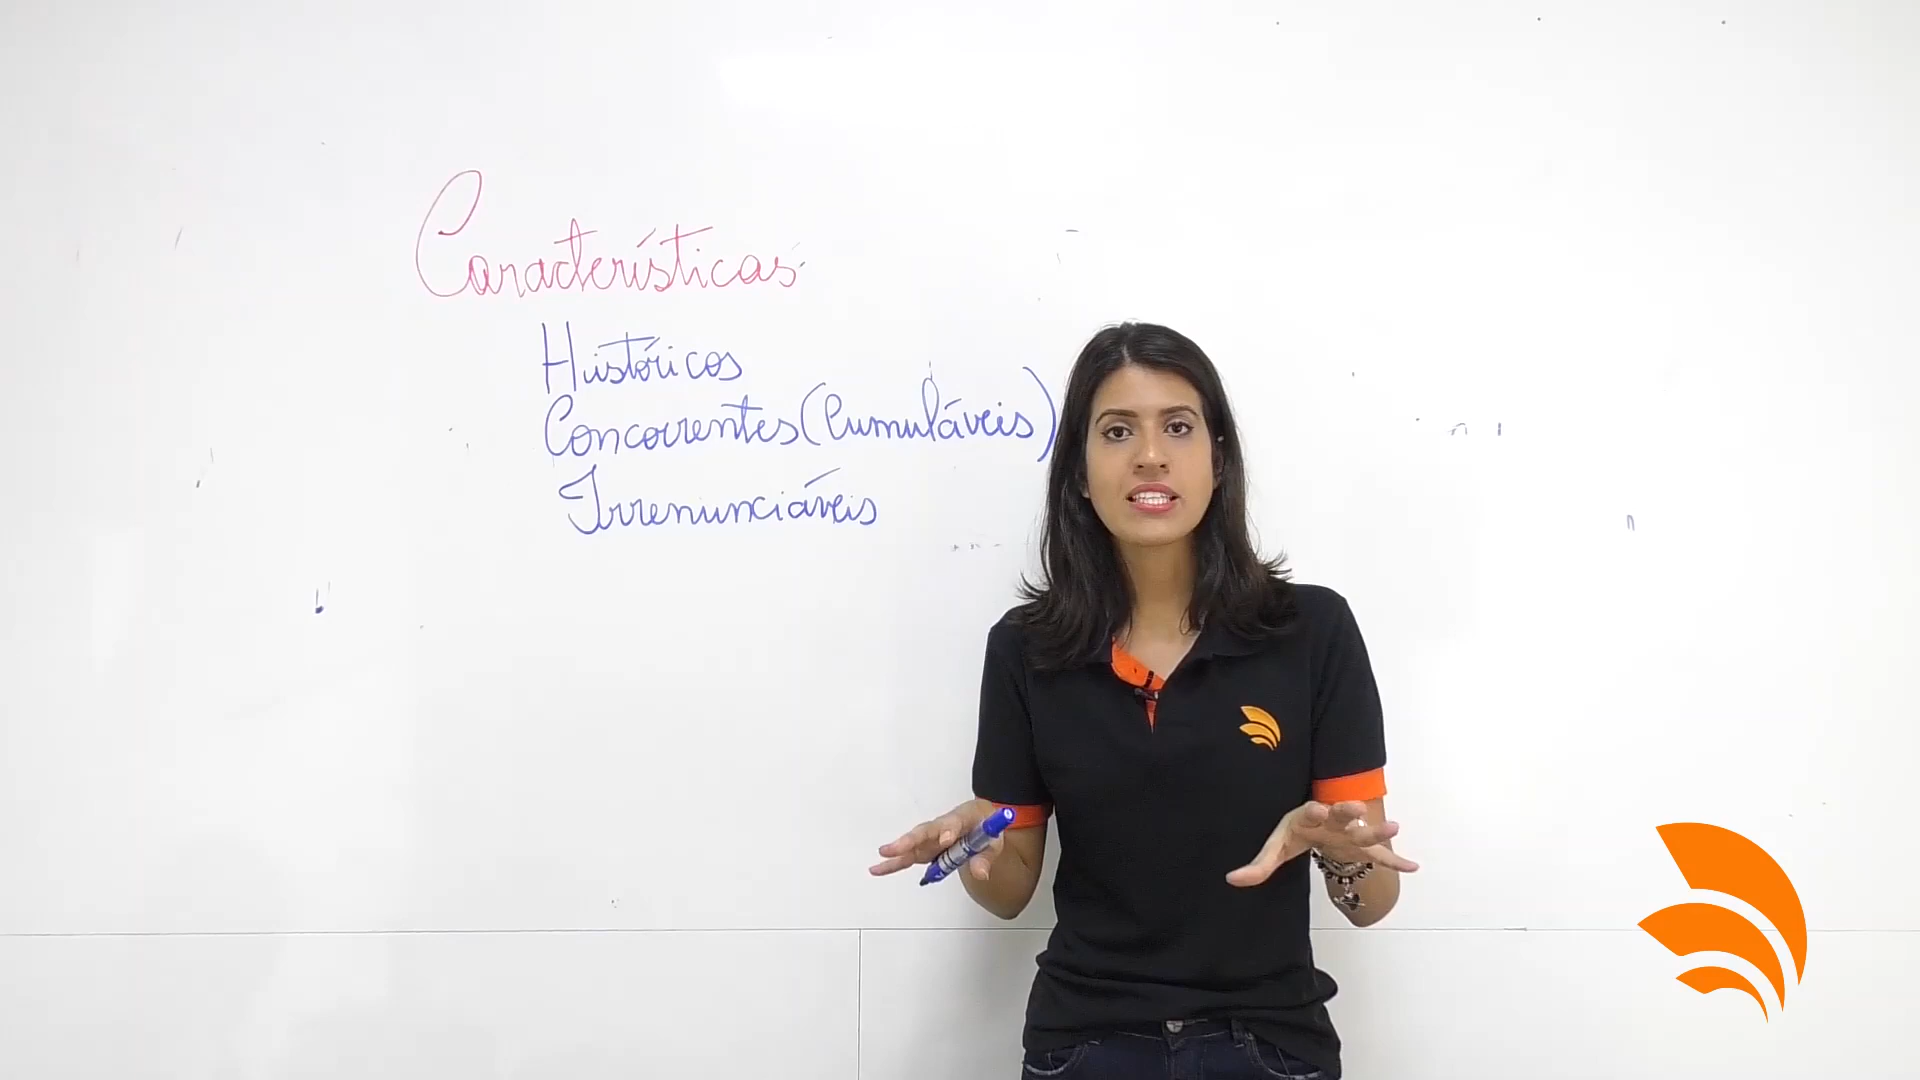 Características
Históricos
Concorrentes (Cumuláveis)
Irrenunciáveis